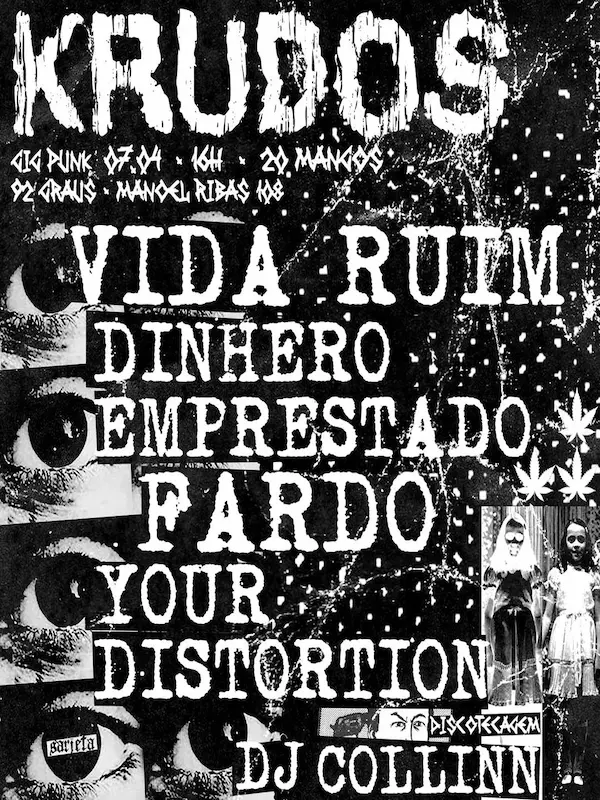 KRUDOS
GIG PUNK 07.04 · 16H · 20 MANGOS
92 GRAUS · MANOEL RIBAS 108
VIDA RUIM
DINHERO
EMPRESTADO
FARDO
YOUR
DISTORTION
sarjeta
DISCOTECAGEM
DJ COLLINN